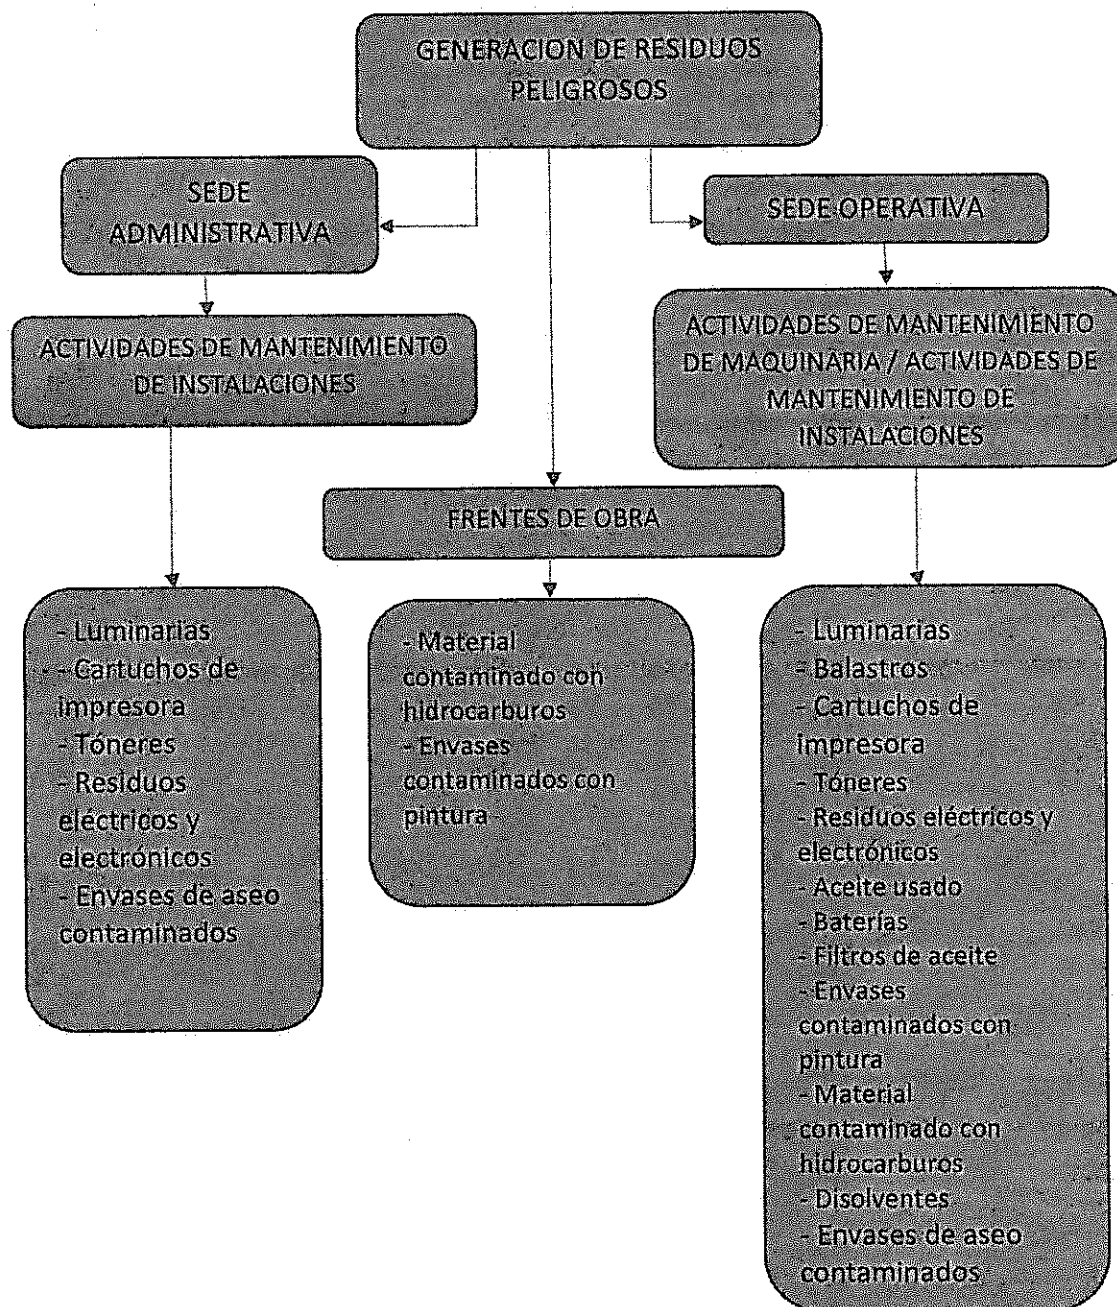 GENERACION DE RESIDUOS
PELIGROSOS
SEDE
ADMINISTRATIVA
ACTIVIDADES DE MANTENIMIENTO
DE INSTALACIONES
- Luminarias
- Cartuchos de
impresora
- Tóneres
- Residuos
eléctricos y
electrónicos
- Envases de aseo
contaminados
FRENTES DE OBRA
- Material
contaminado con
hidrocarburos
- Envases
contaminados con
pintura
SEDE OPERATIVA
ACTIVIDADES DE MANTENIMIENTO
DE MAQUINARIA / ACTIVIDADES DE
MANTENIMIENTO DE
INSTALACIONES
- Luminarias
- Balastros
- Cartuchos de
impresora
- Tóneres
- Residuos eléctricos y
electrónicos
- Aceite usado
- Baterías
- Filtros de aceite
- Envases
contaminados con
pintura
- Material
contaminado con
hidrocarburos
- Disolventes
- Envases de aseo
contaminados